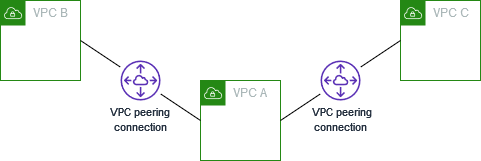 VPC B
VPC C
VPC peering
connection
VPC A
VPC peering
connection